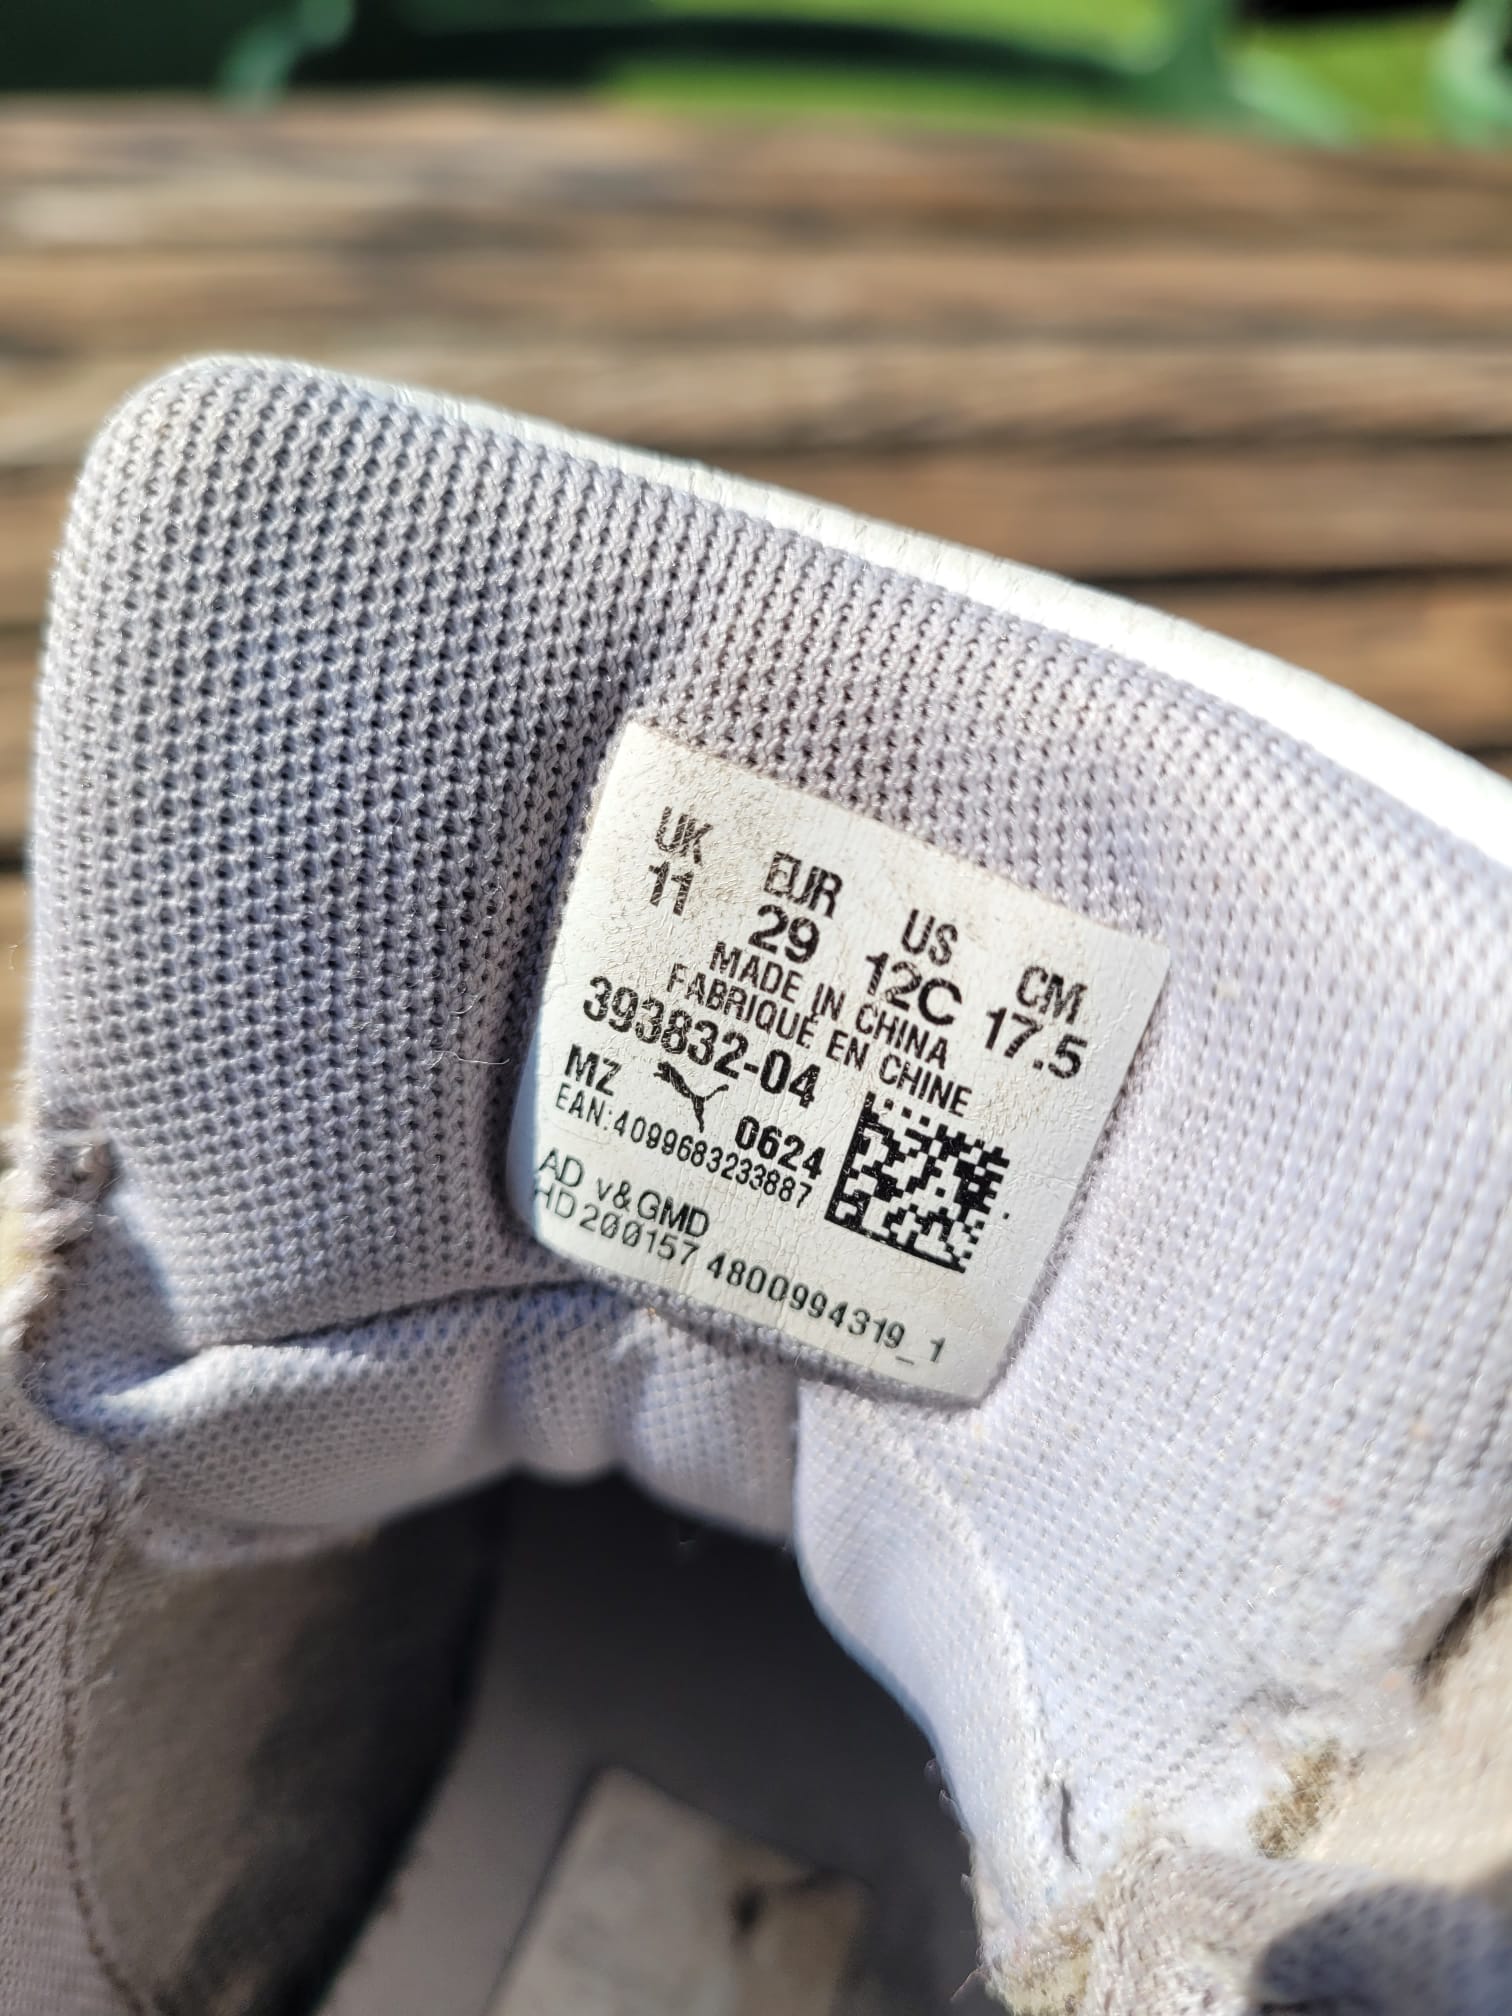 UK EUR US CM
11 29 12C 17.5
MADE IN CHINA
FABRIQUÉ EN CHINE
393832-04
MZ 0624
EAN:4099683233887
AD v&GMD
HD200157 4800994319_1